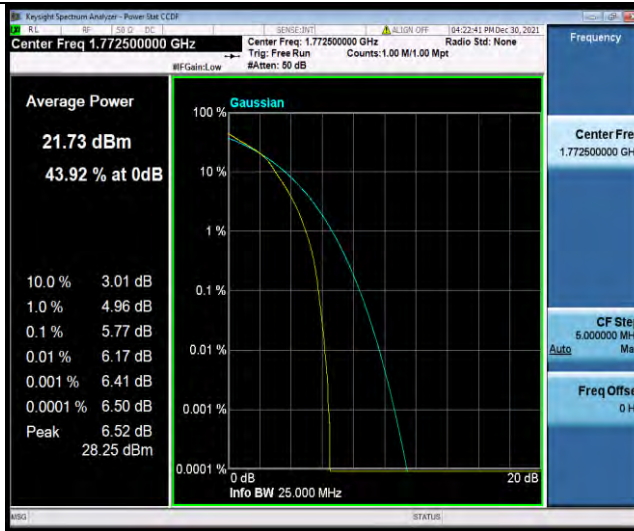 Keysight Spectrum Analyzer - Power Stat CCDF
RL RF 50 Ω DC SENSE:INT ALIGN OFF 04:22:41 PM Dec 30, 2021
Center Freq 1.772500000 GHz
Center Freq: 1.772500000 GHz Radio Std: None
Trig: Free Run Counts:1.00 M/1.00 Mpt
#IFGain:Low #Atten: 50 dB
Frequency
Average Power
21.73 dBm
43.92 % at 0dB
10.0 % 3.01 dB
1.0 % 4.96 dB
0.1 % 5.77 dB
0.01 % 6.17 dB
0.001 % 6.41 dB
0.0001 % 6.50 dB
Peak 6.52 dB
28.25 dBm
Gaussian
100 %
10 %
1 %
0.1 %
0.01 %
0.001 %
0.0001 %
0 dB 20 dB
Info BW 25.000 MHz
Center Fre
1.772500000 GH
CF Ste
5.000000 MH
Auto Ma
Freq Offse
0 H
MSG STATUS